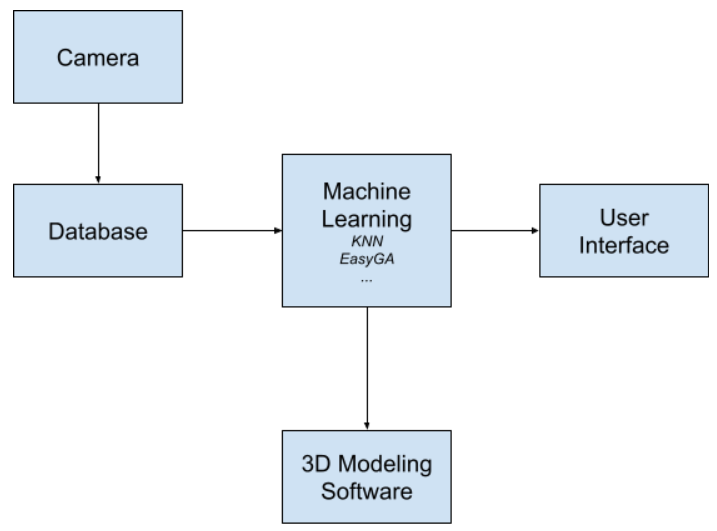 Camera
Database
Machine
Learning
KNN
EasyGA
...
User
Interface
3D Modeling
Software